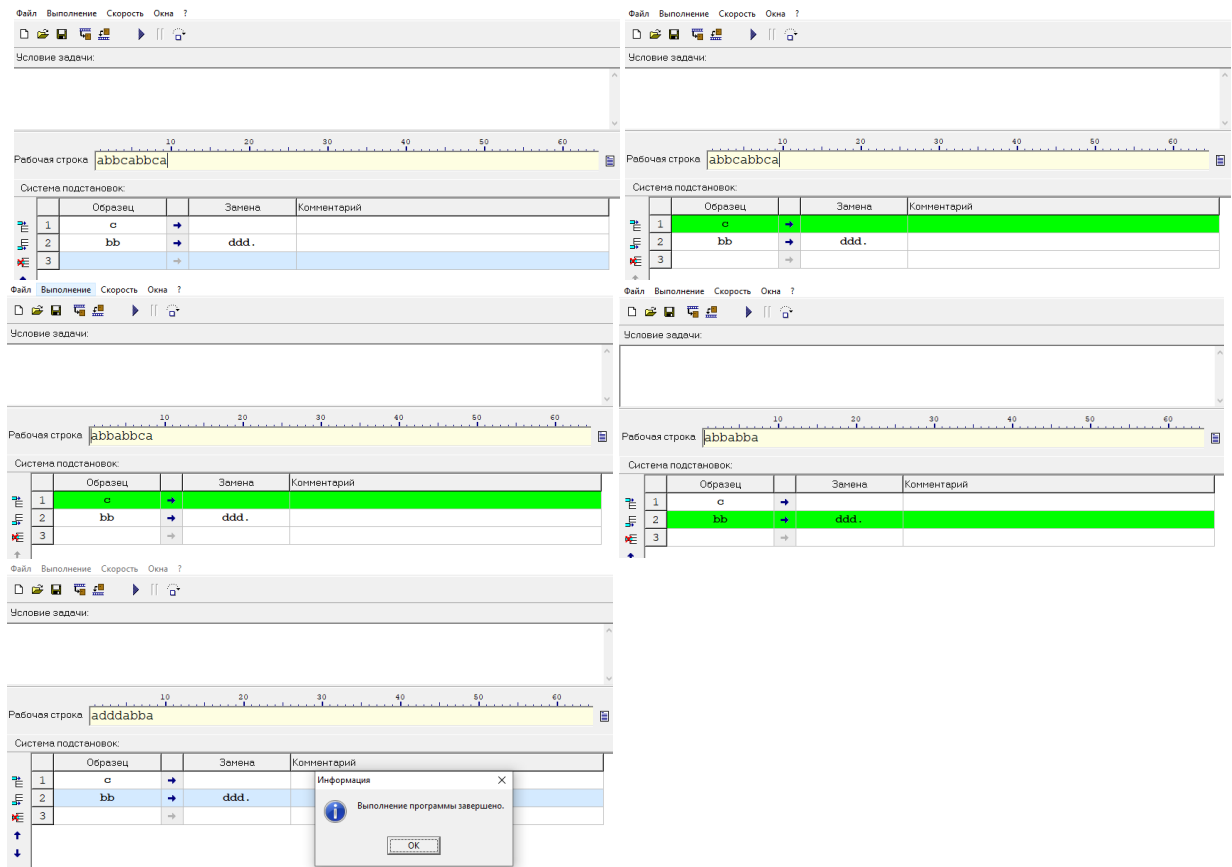 Файл Выполнение Скорость Окна ?
Условие задачи:
10 20 30 40 50 60
Рабочая строка abbcabbca
Система подстановок:
Образец Замена Комментарий
1 c →
2 bb → ddd.
3 →
Файл Выполнение Скорость Окна ?
Условие задачи:
10 20 30 40 50 60
Рабочая строка abbcabbca
Система подстановок:
Образец Замена Комментарий
1 c →
2 bb → ddd.
3 →
Файл Выполнение Скорость Окна ?
Условие задачи:
10 20 30 40 50 60
Рабочая строка abbabbca
Система подстановок:
Образец Замена Комментарий
1 c →
2 bb → ddd.
3 →
Файл Выполнение Скорость Окна ?
Условие задачи:
10 20 30 40 50 60
Рабочая строка abbabba
Система подстановок:
Образец Замена Комментарий
1 c →
2 bb → ddd.
3 →
Файл Выполнение Скорость Окна ?
Условие задачи:
10 20 30 40 50 60
Рабочая строка adddabba
Система подстановок:
Образец Замена Комментарий
1 c →
2 bb → ddd.
3 →
Информация
Выполнение программы завершено.
OK